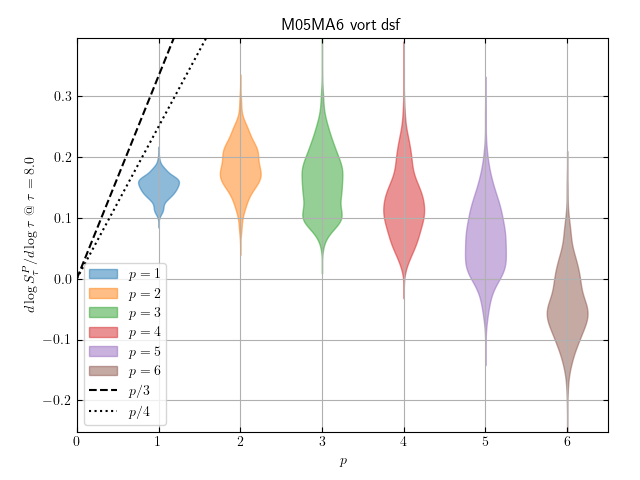 M05MA6 vort dsf
d log S_τ^P / d log τ @ τ = 8.0
0.3
0.2
0.1
0.0
−0.1
−0.2
p = 1
p = 2
p = 3
p = 4
p = 5
p = 6
p/3
p/4
0 1 2 3 4 5 6
p